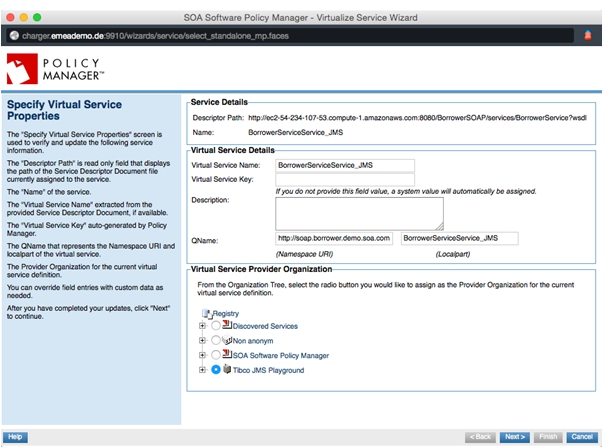 SOA Software Policy Manager - Virtualize Service Wizard
charger.emeademo.de:9910/wizards/service/select_standalone_mp.faces
POLICY
MANAGER™
Specify Virtual Service
Properties
The "Specify Virtual Service Properties" screen is
used to verify and update the following service
information.
The "Descriptor Path" is read only field that displays
the path of the Service Descriptor Document file
currently assigned to the service.
The "Name" of the service.
The "Virtual Service Name" extracted from the
provided Service Descriptor Document, if available.
The "Virtual Service Key" auto-generated by Policy
Manager.
The QName that represents the Namespace URI and
localpart of the virtual service.
The Provider Organization for the current virtual
service definition.
You can override field entries with custom data as
needed.
After you have completed your updates, click "Next"
to continue.
Service Details
Descriptor Path: http://ec2-54-234-107-53.compute-1.amazonaws.com:8080/BorrowerSOAP/services/BorrowerService?wsdl
Name: BorrowerServiceService_JMS
Virtual Service Details
Virtual Service Name: BorrowerServiceService_JMS
Virtual Service Key:
If you do not provide this field value, a system value will automatically be assigned.
Description:
QName: http://soap.borrower.demo.soa.com BorrowerServiceService_JMS
(Namespace URI) (Localpart)
Virtual Service Provider Organization
From the Organization Tree, select the radio button you would like to assign as the Provider Organization for the current
virtual service definition.
Registry
Discovered Services
Non anonym
SOA Software Policy Manager
Tibco JMS Playground
Help < Back Next > Finish Cancel